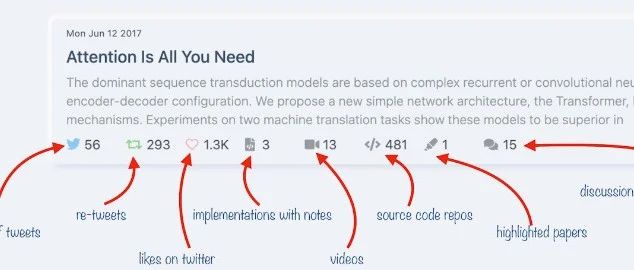 Mon Jun 12 2017
Attention Is All You Need
The dominant sequence transduction models are based on complex recurrent or convolutional neu
encoder-decoder configuration. We propose a new simple network architecture, the Transformer,
mechanisms. Experiments on two machine translation tasks show these models to be superior in
56 293 1.3K 3 13 </> 481 1 15
discussion
re-tweets implementations with notes source code repos
f tweets highlighted papers
likes on twitter videos